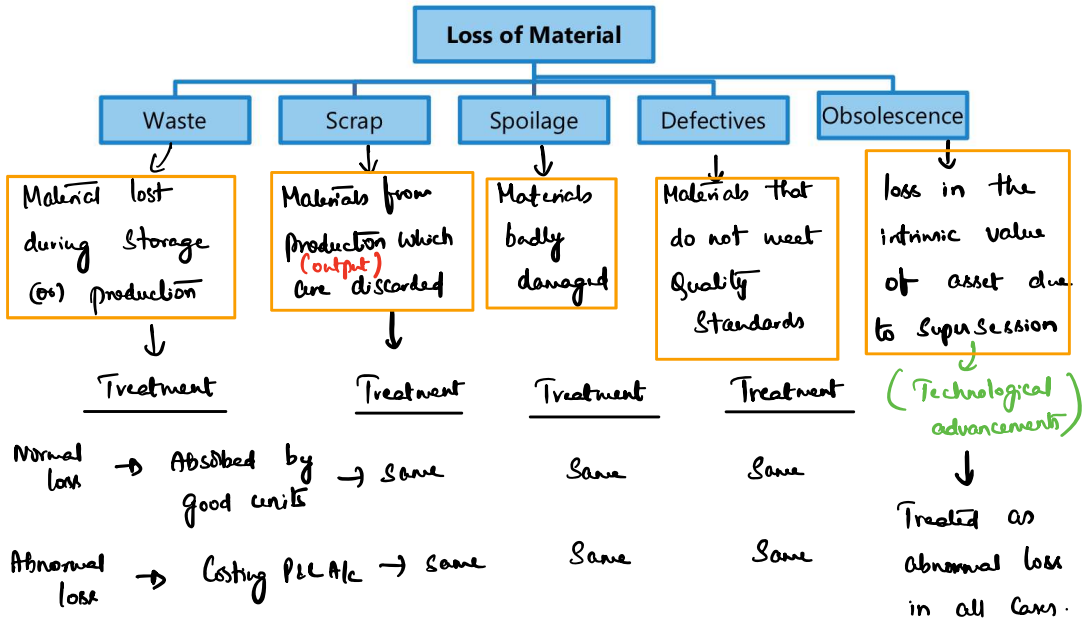 Loss of Material
Waste
Scrap
Spoilage
Defectives
Obsolescence
Material lost
during Storage
(or) production
Materials from
production which
(output)
are discarded
Materials
badly
damaged
Materials that
do not meet
Quality
Standards
loss in the
intrinsic value
of asset due
to Supersession
(Technological
advancements)
Treatment
Treatment
Treatment
Treatment
Normal loss → Absorbed by good units → Same Same Same
Abnormal loss → Costing P&L A/c → Same Same Same
Treated as
abnormal loss
in all Cases.